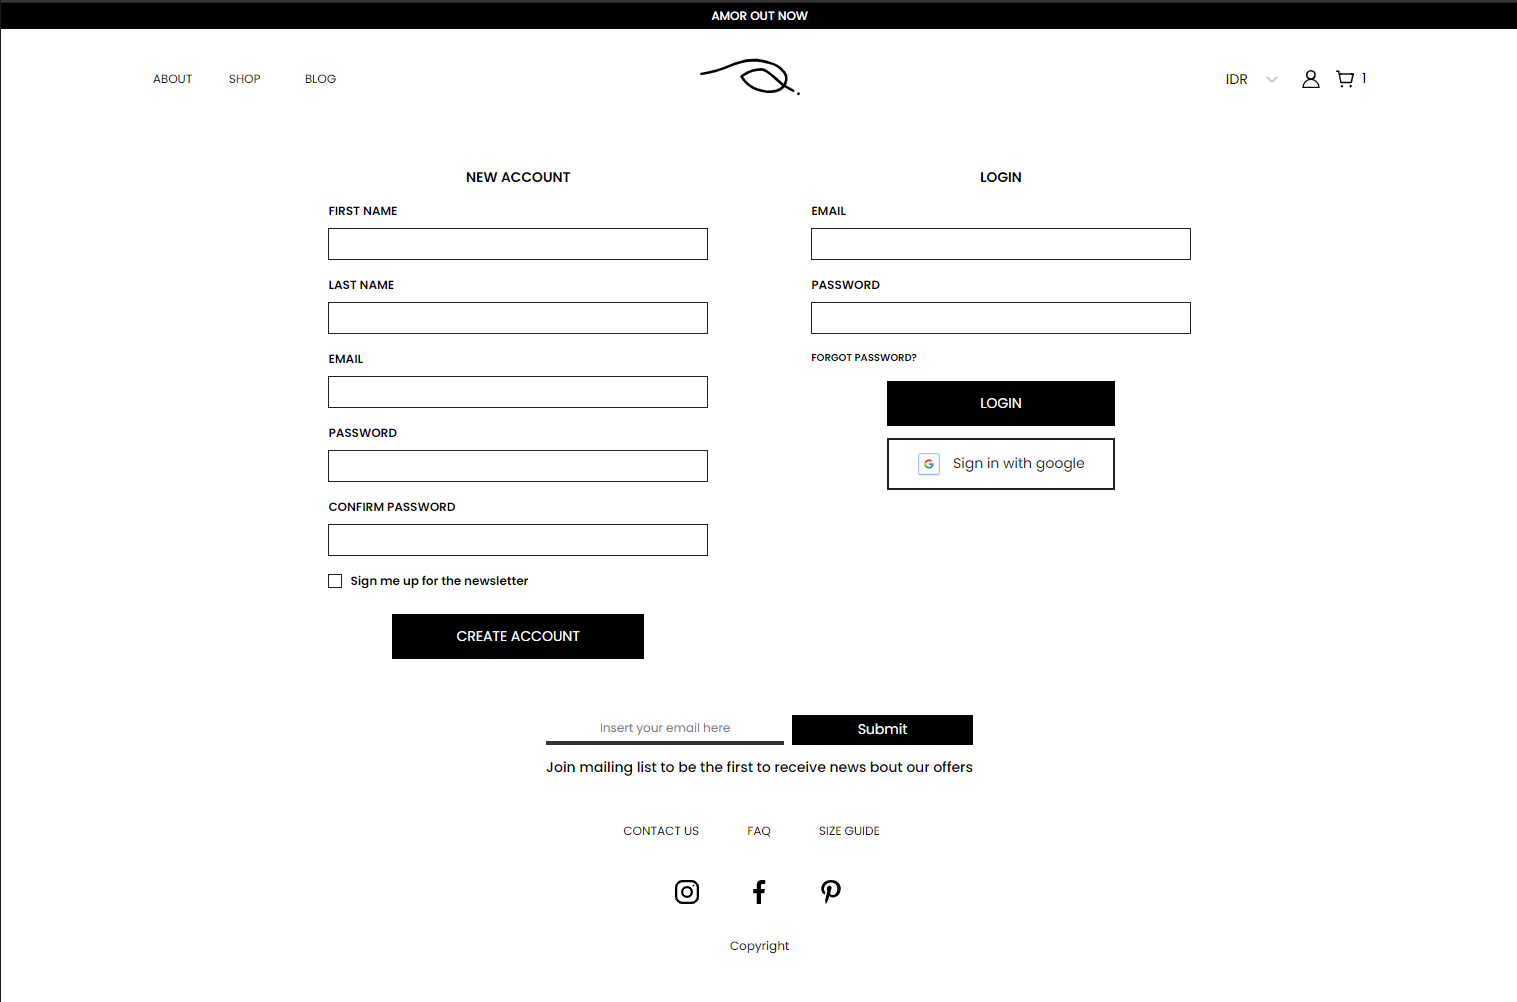 AMOR OUT NOW
ABOUT SHOP BLOG IDR 1
NEW ACCOUNT
FIRST NAME
LAST NAME
EMAIL
PASSWORD
CONFIRM PASSWORD
Sign me up for the newsletter
CREATE ACCOUNT
LOGIN
EMAIL
PASSWORD
FORGOT PASSWORD?
LOGIN
G Sign in with google
Insert your email here Submit
Join mailing list to be the first to receive news bout our offers
CONTACT US FAQ SIZE GUIDE
Copyright